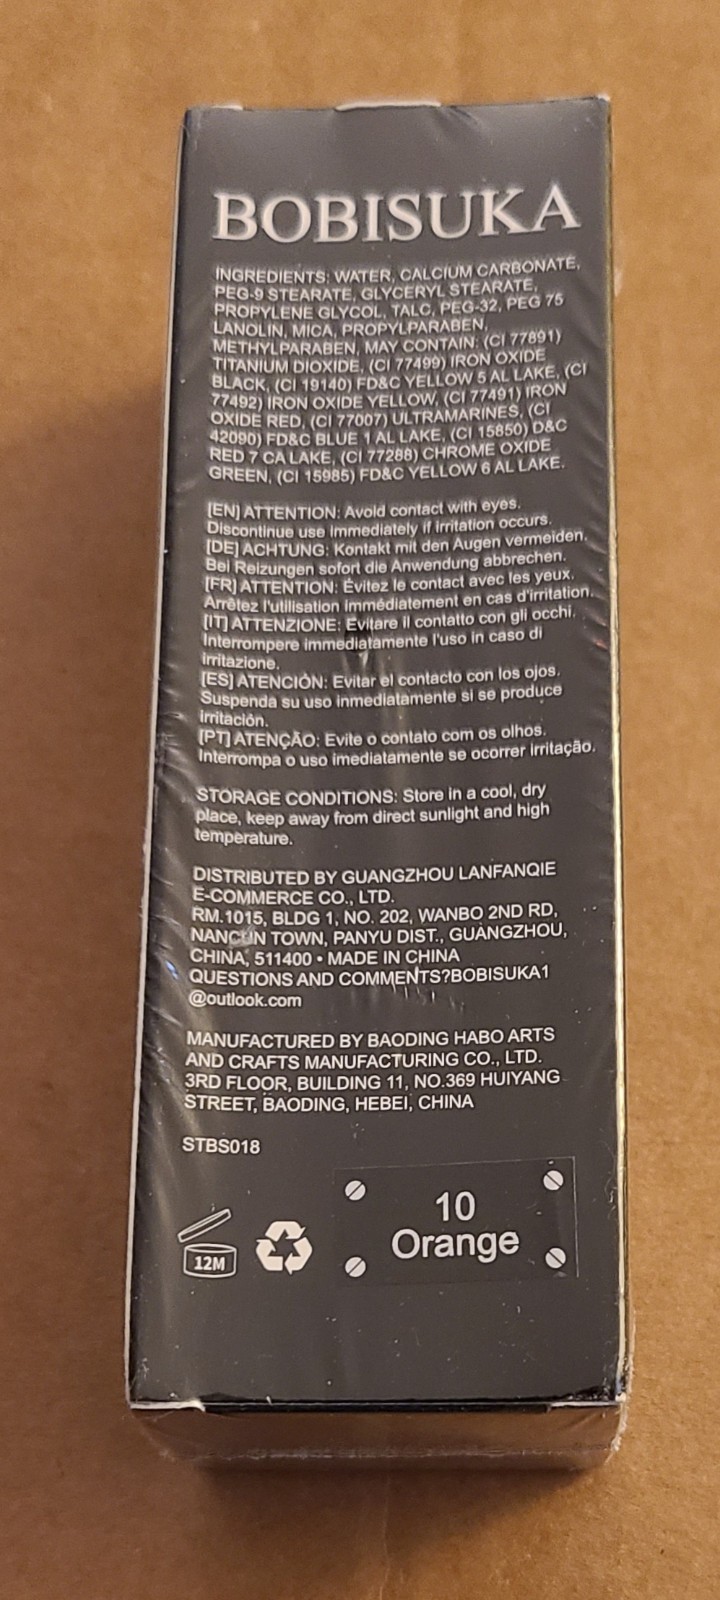 BOBISUKA
INGREDIENTS: WATER, CALCIUM CARBONATE,
PEG-9 STEARATE, GLYCERYL STEARATE,
PROPYLENE GLYCOL, TALC, PEG-32, PEG 75
LANOLIN, MICA, PROPYLPARABEN,
METHYLPARABEN, MAY CONTAIN: (CI 77891)
TITANIUM DIOXIDE, (CI 77499) IRON OXIDE
BLACK, (CI 19140) FD&C YELLOW 5 AL LAKE, (CI
77492) IRON OXIDE YELLOW, (CI 77491) IRON
OXIDE RED, (CI 77007) ULTRAMARINES, (CI
42090) FD&C BLUE 1 AL LAKE, (CI 15850) D&C
RED 7 CA LAKE, (CI 77288) CHROME OXIDE
GREEN, (CI 15985) FD&C YELLOW 6 AL LAKE.
[EN] ATTENTION: Avoid contact with eyes.
Discontinue use immediately if irritation occurs.
[DE] ACHTUNG: Kontakt mit den Augen vermeiden.
Bei Reizungen sofort die Anwendung abbrechen.
[FR] ATTENTION: Évitez le contact avec les yeux.
Arrêtez l'utilisation immédiatement en cas d'irritation.
[IT] ATTENZIONE: Evitare il contatto con gli occhi.
Interrompere immediatamente l'uso in caso di
irritazione.
[ES] ATENCIÓN: Evitar el contacto con los ojos.
Suspenda su uso inmediatamente si se produce
irritación.
[PT] ATENÇÃO: Evite o contato com os olhos.
Interrompa o uso imediatamente se ocorrer irritação.
STORAGE CONDITIONS: Store in a cool, dry
place, keep away from direct sunlight and high
temperature.
DISTRIBUTED BY GUANGZHOU LANFANQIE
E-COMMERCE CO., LTD.
RM.1015, BLDG 1, NO. 202, WANBO 2ND RD,
NANCUN TOWN, PANYU DIST., GUANGZHOU,
CHINA, 511400 • MADE IN CHINA
QUESTIONS AND COMMENTS?BOBISUKA1
@outlook.com
MANUFACTURED BY BAODING HABO ARTS
AND CRAFTS MANUFACTURING CO., LTD.
3RD FLOOR, BUILDING 11, NO.369 HUIYANG
STREET, BAODING, HEBEI, CHINA
STBS018
12M
10
Orange